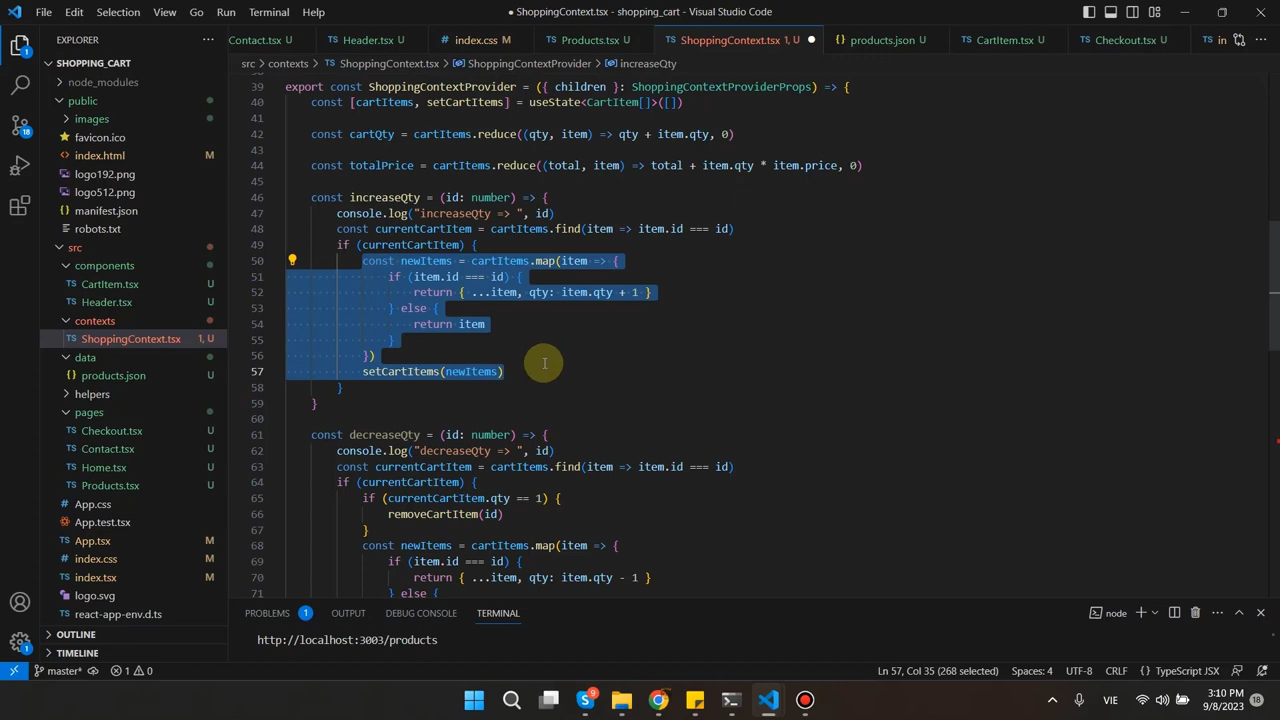 File Edit Selection View Go Run Terminal Help
● ShoppingContext.tsx - shopping_cart - Visual Studio Code
EXPLORER
SHOPPING_CART
node_modules
public
images
favicon.ico
index.html M
logo192.png
logo512.png
manifest.json
robots.txt
src
components
CartItem.tsx U
Header.tsx U
contexts
ShoppingContext.tsx 1, U
data
products.json U
helpers
pages
Checkout.tsx U
Contact.tsx U
Home.tsx U
Products.tsx U
App.css
App.test.tsx
App.tsx M
index.css M
index.tsx M
logo.svg
react-app-env.d.ts
OUTLINE
TIMELINE
Contact.tsx U Header.tsx U index.css M Products.tsx U ShoppingContext.tsx 1, U products.json U CartItem.tsx U Checkout.tsx U in
src > contexts > ShoppingContext.tsx > ShoppingContextProvider > increaseQty
39 export const ShoppingContextProvider = ({ children }: ShoppingContextProviderProps) => {
40 const [cartItems, setCartItems] = useState<CartItem[]>([])
41
42 const cartQty = cartItems.reduce((qty, item) => qty + item.qty, 0)
43
44 const totalPrice = cartItems.reduce((total, item) => total + item.qty * item.price, 0)
45
46 const increaseQty = (id: number) => {
47 console.log("increaseQty => ", id)
48 const currentCartItem = cartItems.find(item => item.id === id)
49 if (currentCartItem) {
50 const newItems = cartItems.map(item => {
51 if (item.id === id) {
52 return { ...item, qty: item.qty + 1 }
53 } else {
54 return item
55 }
56 })
57 setCartItems(newItems)
58 }
59 }
60
61 const decreaseQty = (id: number) => {
62 console.log("decreaseQty => ", id)
63 const currentCartItem = cartItems.find(item => item.id === id)
64 if (currentCartItem) {
65 if (currentCartItem.qty == 1) {
66 removeCartItem(id)
67 }
68 const newItems = cartItems.map(item => {
69 if (item.id === id) {
70 return { ...item, qty: item.qty - 1 }
71 } else {
PROBLEMS 1 OUTPUT DEBUG CONSOLE TERMINAL
node
http://localhost:3003/products
master* 1 0
Ln 57, Col 35 (268 selected) Spaces: 4 UTF-8 CRLF {} TypeScript JSX
VIE
3:10 PM
9/8/2023
18